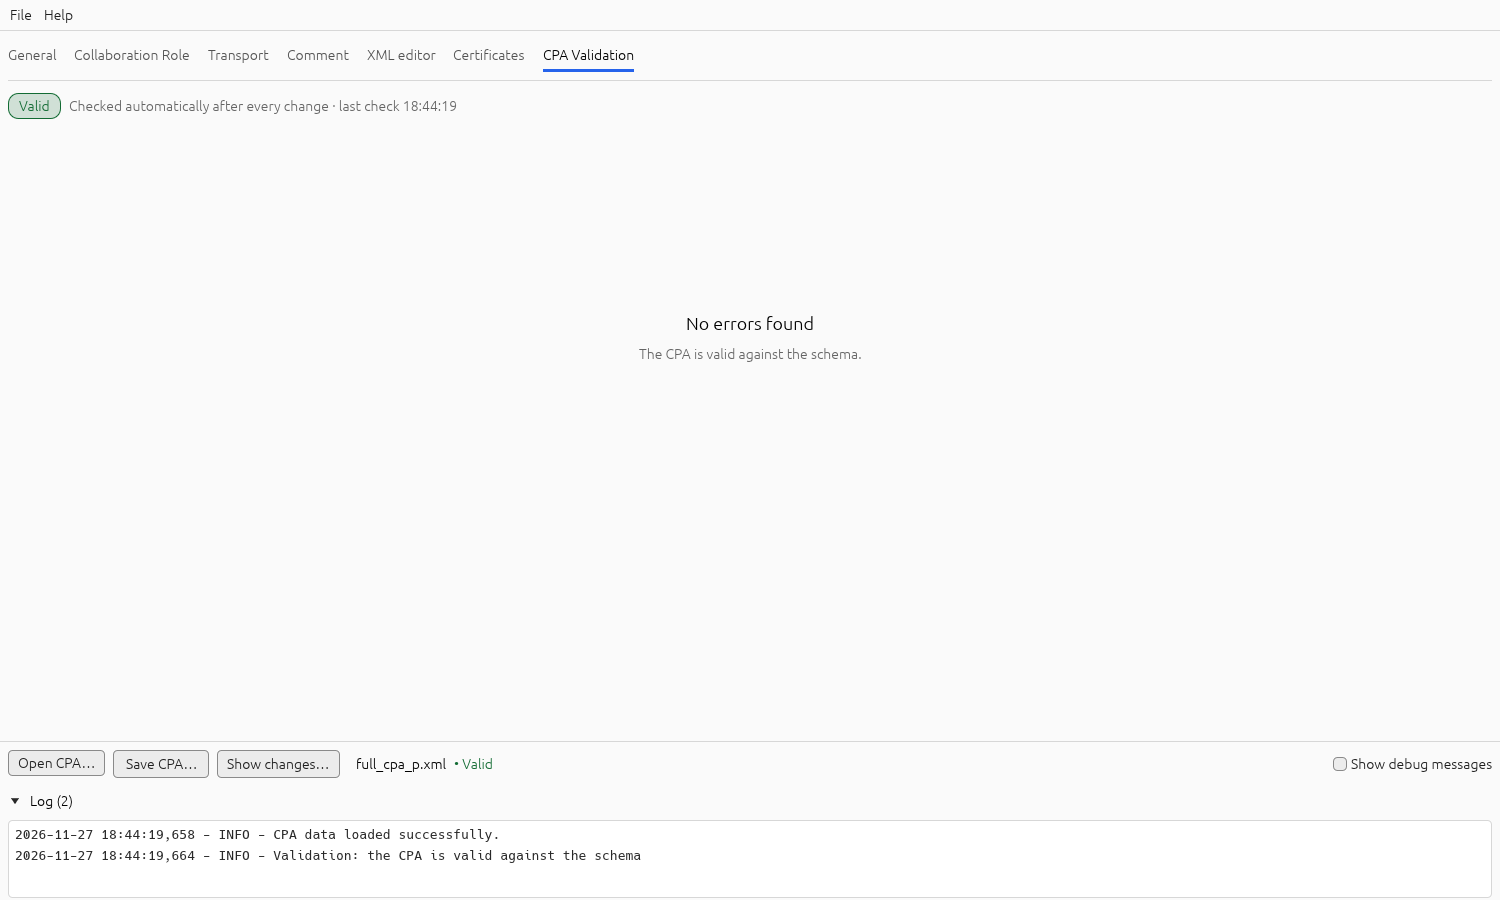 File Help
General Collaboration Role Transport Comment XML editor Certificates CPA Validation
Valid Checked automatically after every change · last check 18:44:19
No errors found
The CPA is valid against the schema.
Open CPA... Save CPA... Show changes... full_cpa_p.xml • Valid Show debug messages
Log (2)
2026-11-27 18:44:19,658 - INFO - CPA data loaded successfully.
2026-11-27 18:44:19,664 - INFO - Validation: the CPA is valid against the schema